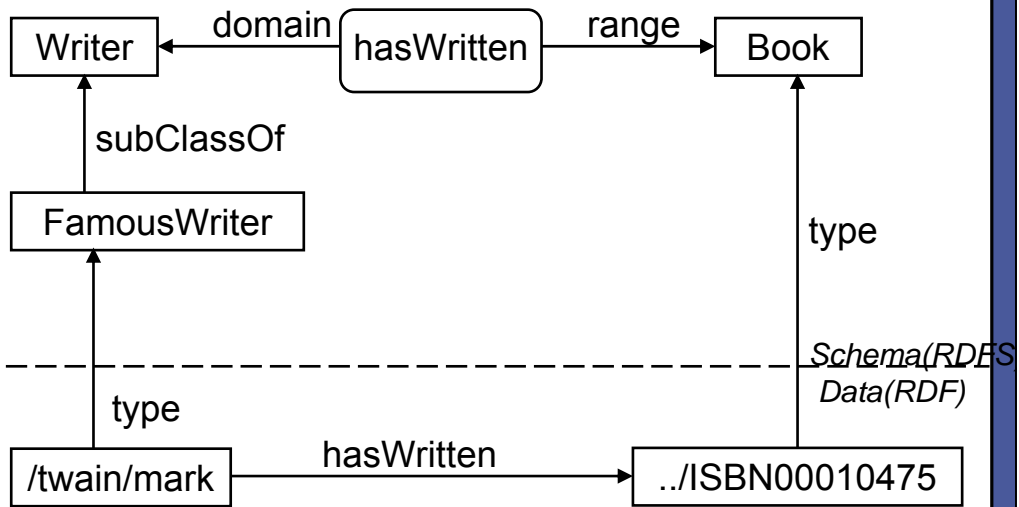 Writer
domain
hasWritten
range
Book
subClassOf
FamousWriter
type
Schema(RDFS)
Data(RDF)
type
/twain/mark
hasWritten
../ISBN00010475